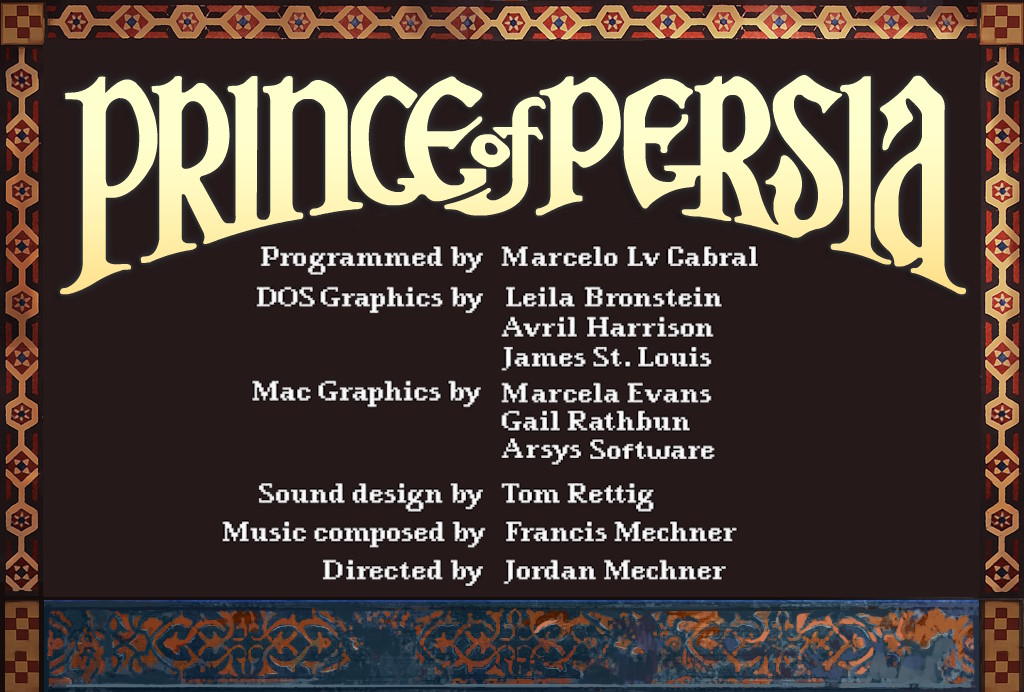 PRINCE of PERSIA
Programmed by Marcelo Lv Cabral
DOS Graphics by Leila Bronstein
Avril Harrison
James St. Louis
Mac Graphics by Marcela Evans
Gail Rathbun
Arsys Software
Sound design by Tom Rettig
Music composed by Francis Mechner
Directed by Jordan Mechner